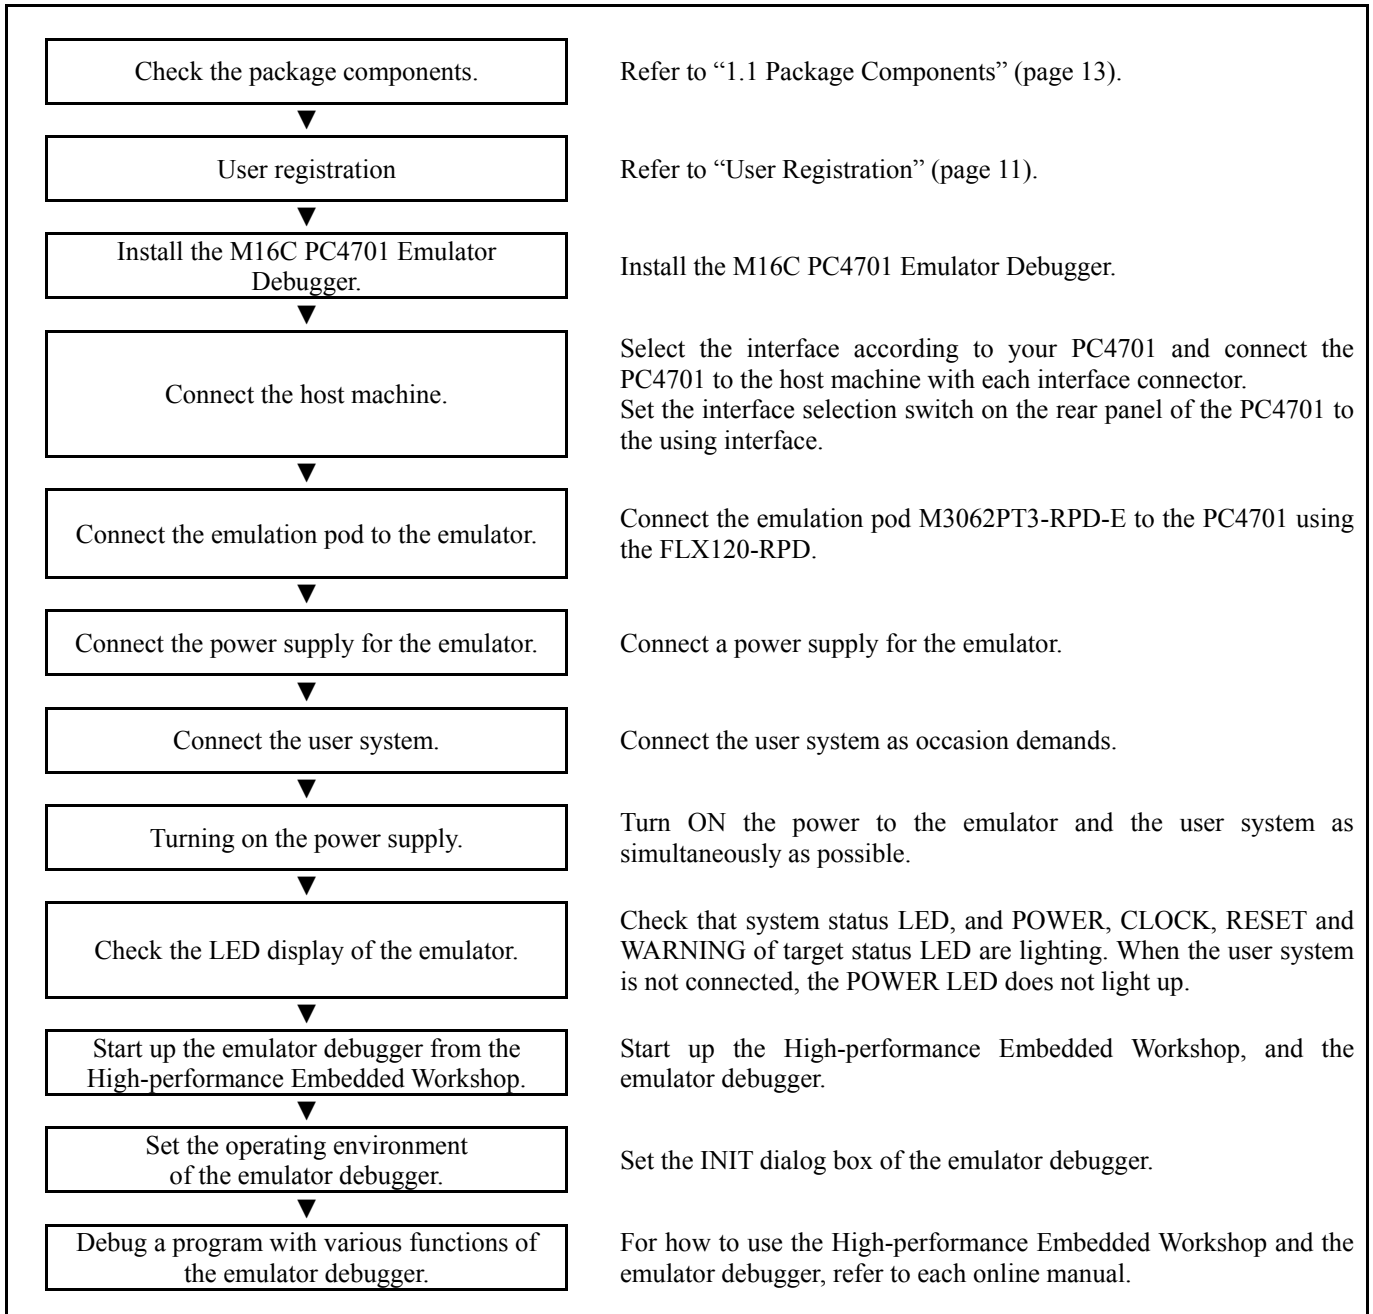 Check the package components.
Refer to “1.1 Package Components” (page 13).
▼
User registration
Refer to “User Registration” (page 11).
▼
Install the M16C PC4701 Emulator
Debugger.
Install the M16C PC4701 Emulator Debugger.
▼
Connect the host machine.
Select the interface according to your PC4701 and connect the
PC4701 to the host machine with each interface connector.
Set the interface selection switch on the rear panel of the PC4701 to
the using interface.
▼
Connect the emulation pod to the emulator.
Connect the emulation pod M3062PT3-RPD-E to the PC4701 using
the FLX120-RPD.
▼
Connect the power supply for the emulator.
Connect a power supply for the emulator.
▼
Connect the user system.
Connect the user system as occasion demands.
▼
Turning on the power supply.
Turn ON the power to the emulator and the user system as
simultaneously as possible.
▼
Check the LED display of the emulator.
Check that system status LED, and POWER, CLOCK, RESET and
WARNING of target status LED are lighting. When the user system
is not connected, the POWER LED does not light up.
▼
Start up the emulator debugger from the
High-performance Embedded Workshop.
Start up the High-performance Embedded Workshop, and the
emulator debugger.
▼
Set the operating environment
of the emulator debugger.
Set the INIT dialog box of the emulator debugger.
▼
Debug a program with various functions of
the emulator debugger.
For how to use the High-performance Embedded Workshop and the
emulator debugger, refer to each online manual.